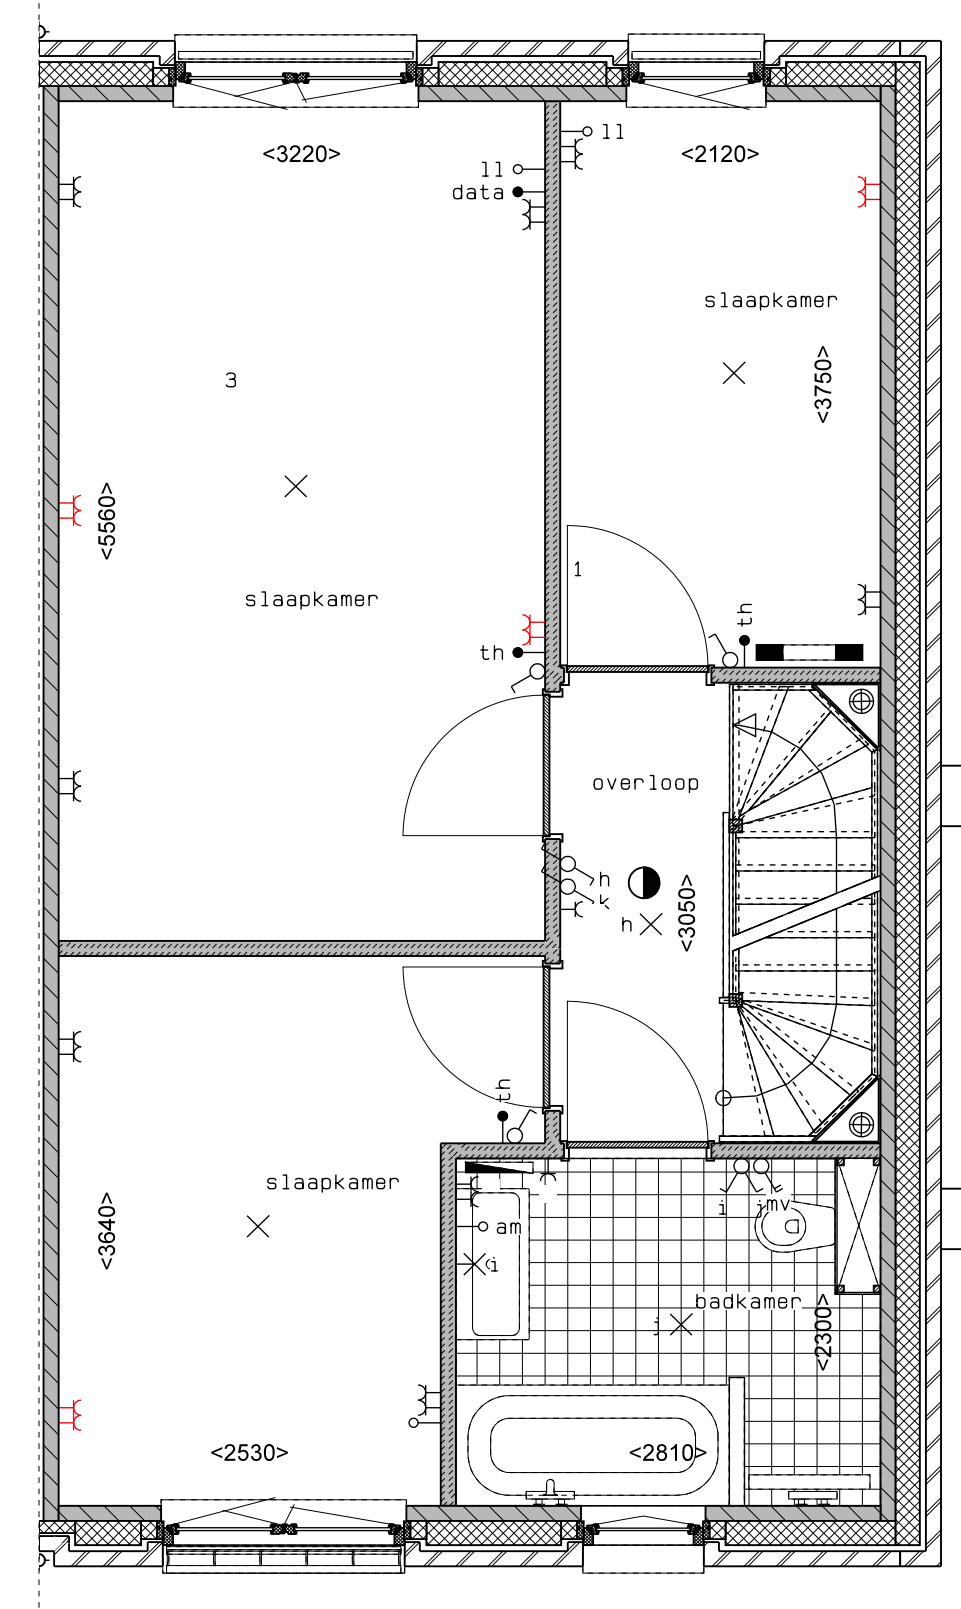 ll
<3220>
<2120>
ll
data
slaapkamer
<3750>
3
<5560>
slaapkamer
1
th
th
overloop
h
k
<3050>
h
th
slaapkamer
<3640>
i
j
mv
am
i
badkamer
j
<2300>
<2530>
<2810>